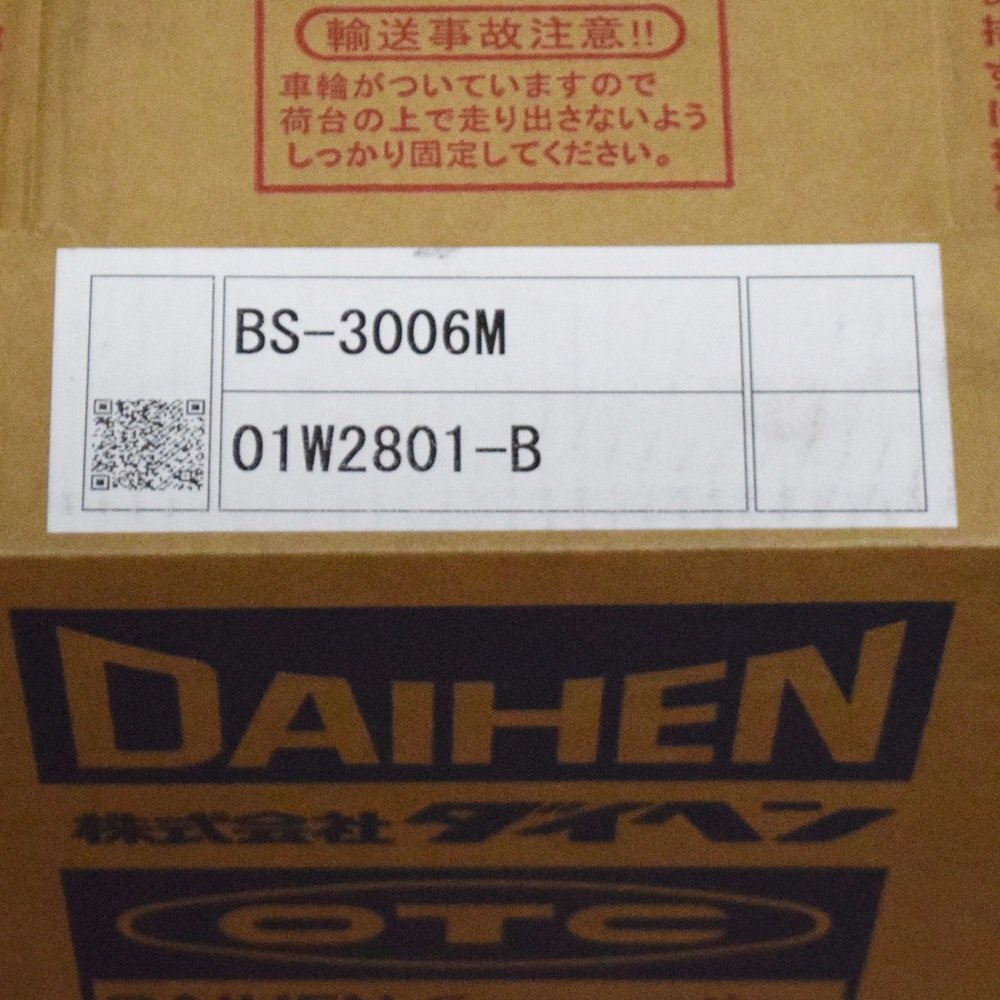 輸送事故注意!!
車輪がついていますので
荷台の上で走り出さないよう
しっかり固定してください。
BS-3006M
01W2801-B
DAIHEN
株式会社ダイヘン
OTC